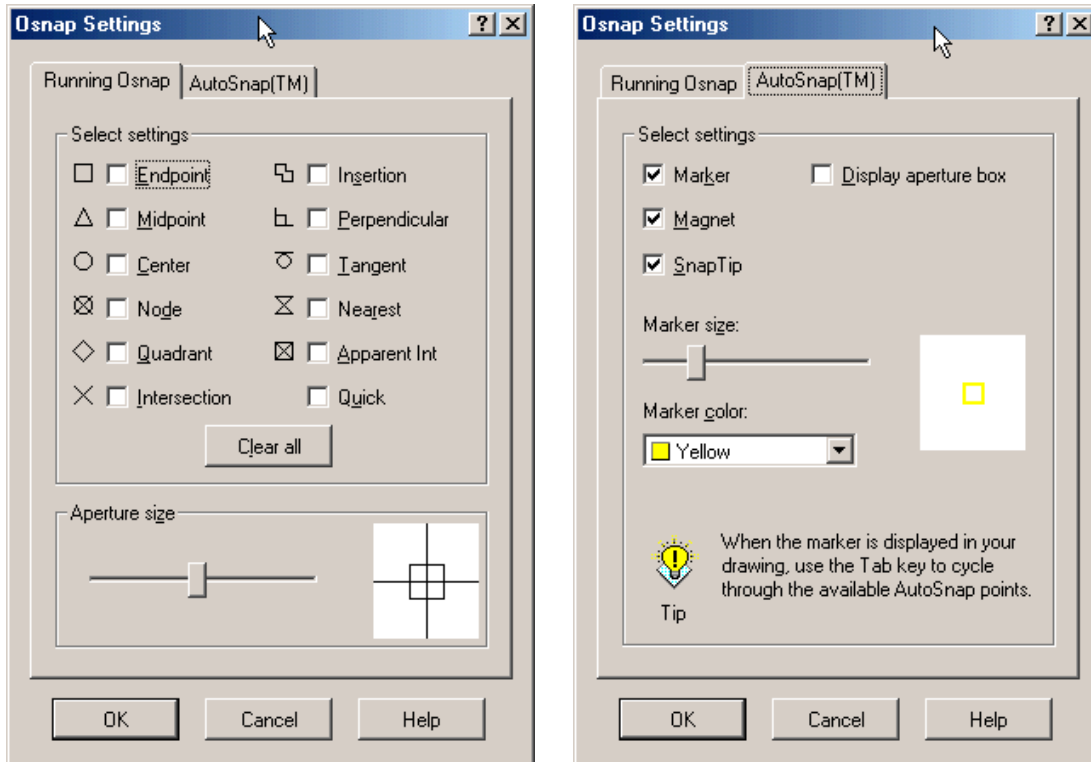 Osnap Settings
Running Osnap AutoSnap(TM)
Select settings
Endpoint Insertion
Midpoint Perpendicular
Center Tangent
Node Nearest
Quadrant Apparent Int
Intersection Quick
Clear all
Aperture size
OK Cancel Help
Osnap Settings
Running Osnap AutoSnap(TM)
Select settings
Marker Display aperture box
Magnet
SnapTip
Marker size:
Marker color:
Yellow
When the marker is displayed in your
drawing, use the Tab key to cycle
through the available AutoSnap points.
Tip
OK Cancel Help